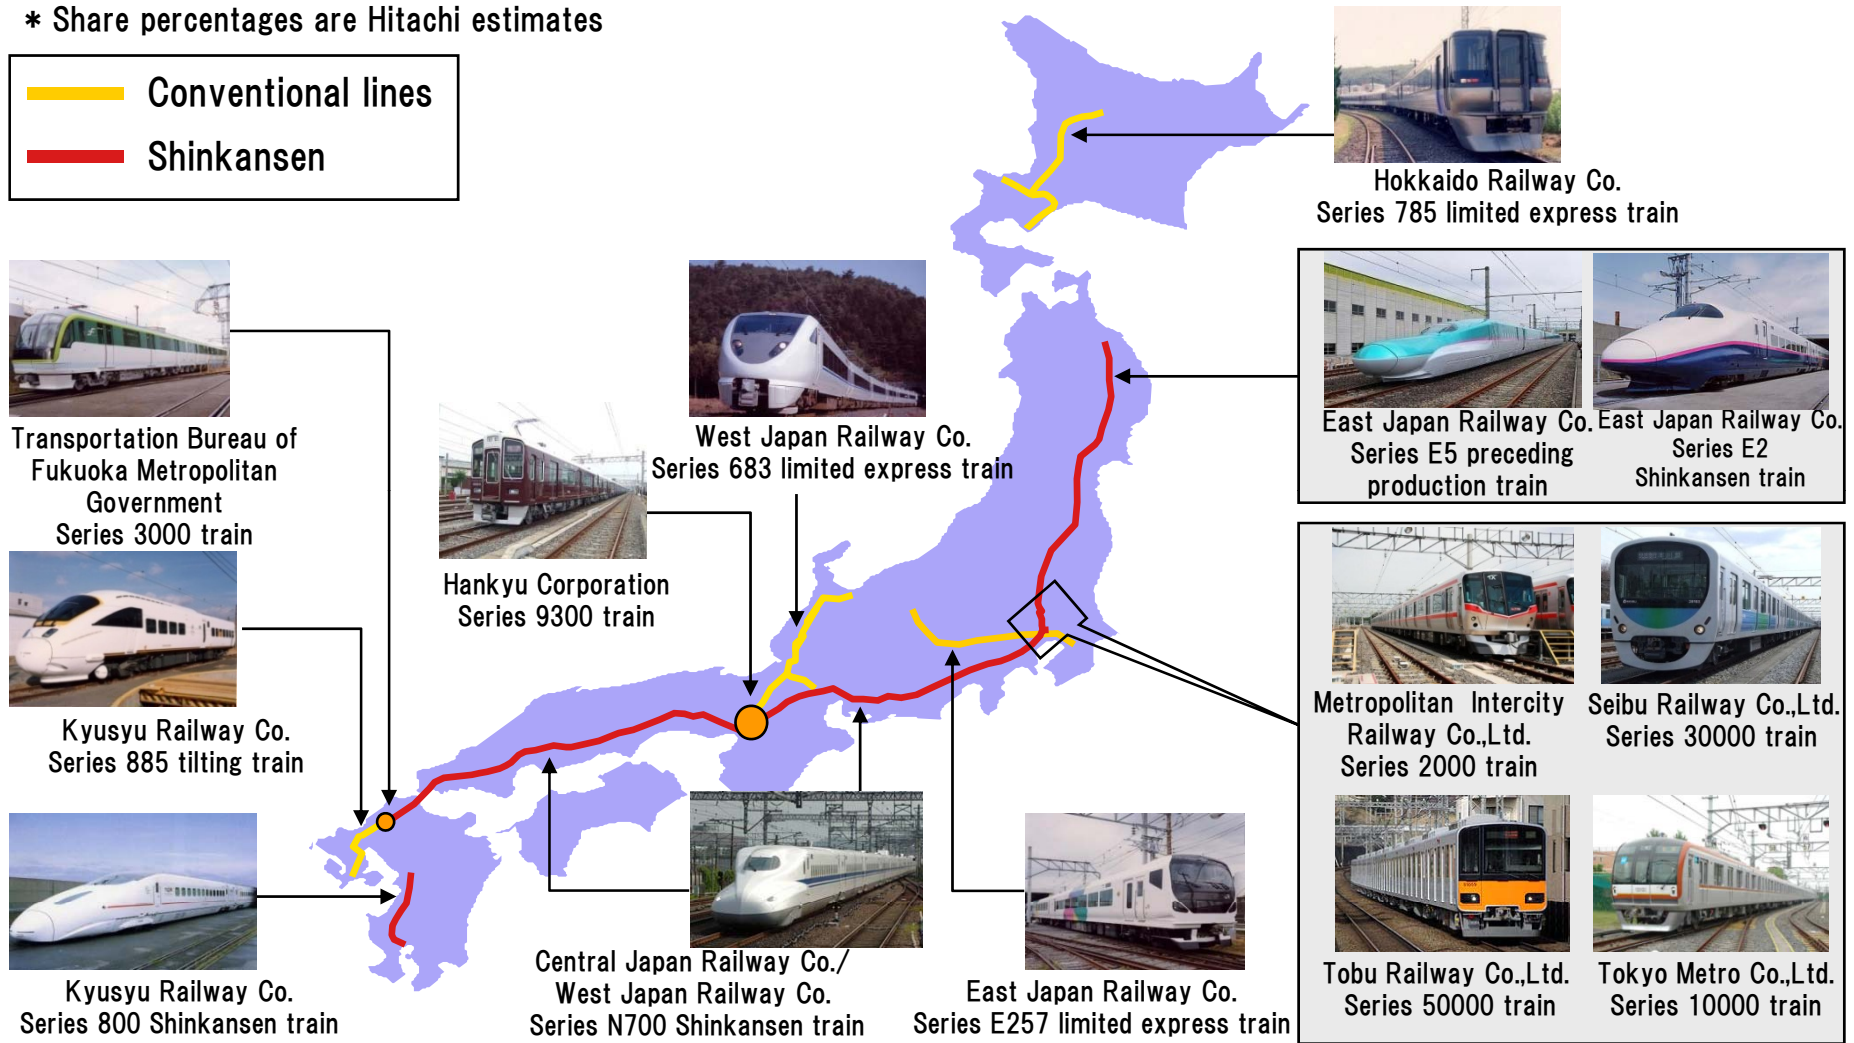 * Share percentages are Hitachi estimates
Conventional lines
Shinkansen
Hokkaido Railway Co.
Series 785 limited express train
East Japan Railway Co.
Series E5 preceding
production train
East Japan Railway Co.
Series E2
Shinkansen train
Transportation Bureau of
Fukuoka Metropolitan
Government
Series 3000 train
West Japan Railway Co.
Series 683 limited express train
Hankyu Corporation
Series 9300 train
Kyusyu Railway Co.
Series 885 tilting train
Metropolitan Intercity
Railway Co.,Ltd.
Series 2000 train
Seibu Railway Co.,Ltd.
Series 30000 train
Kyusyu Railway Co.
Series 800 Shinkansen train
Central Japan Railway Co./
West Japan Railway Co.
Series N700 Shinkansen train
East Japan Railway Co.
Series E257 limited express train
Tobu Railway Co.,Ltd.
Series 50000 train
Tokyo Metro Co.,Ltd.
Series 10000 train